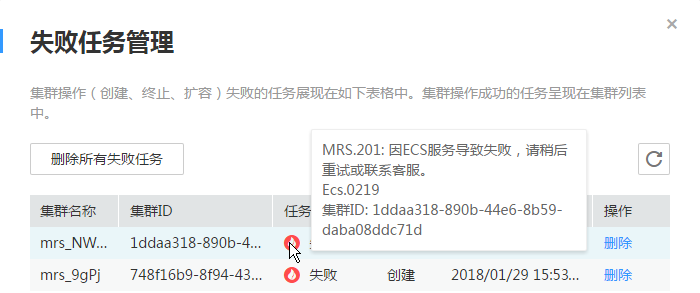 失败任务管理
集群操作（创建、终止、扩容）失败的任务展现在如下表格中。集群操作成功的任务呈现在集群列表
中。
删除所有失败任务
MRS.201: 因ECS服务导致失败，请稍后
重试或联系客服。
Ecs.0219
集群ID: 1ddaa318-890b-44e6-8b59-
daba08ddc71d
集群名称 集群ID 任务 操作
mrs_NW... 1ddaa318-890b-4... 删除
mrs_9gPj 748f16b9-8f94-43... 失败 创建 2018/01/29 15:53... 删除